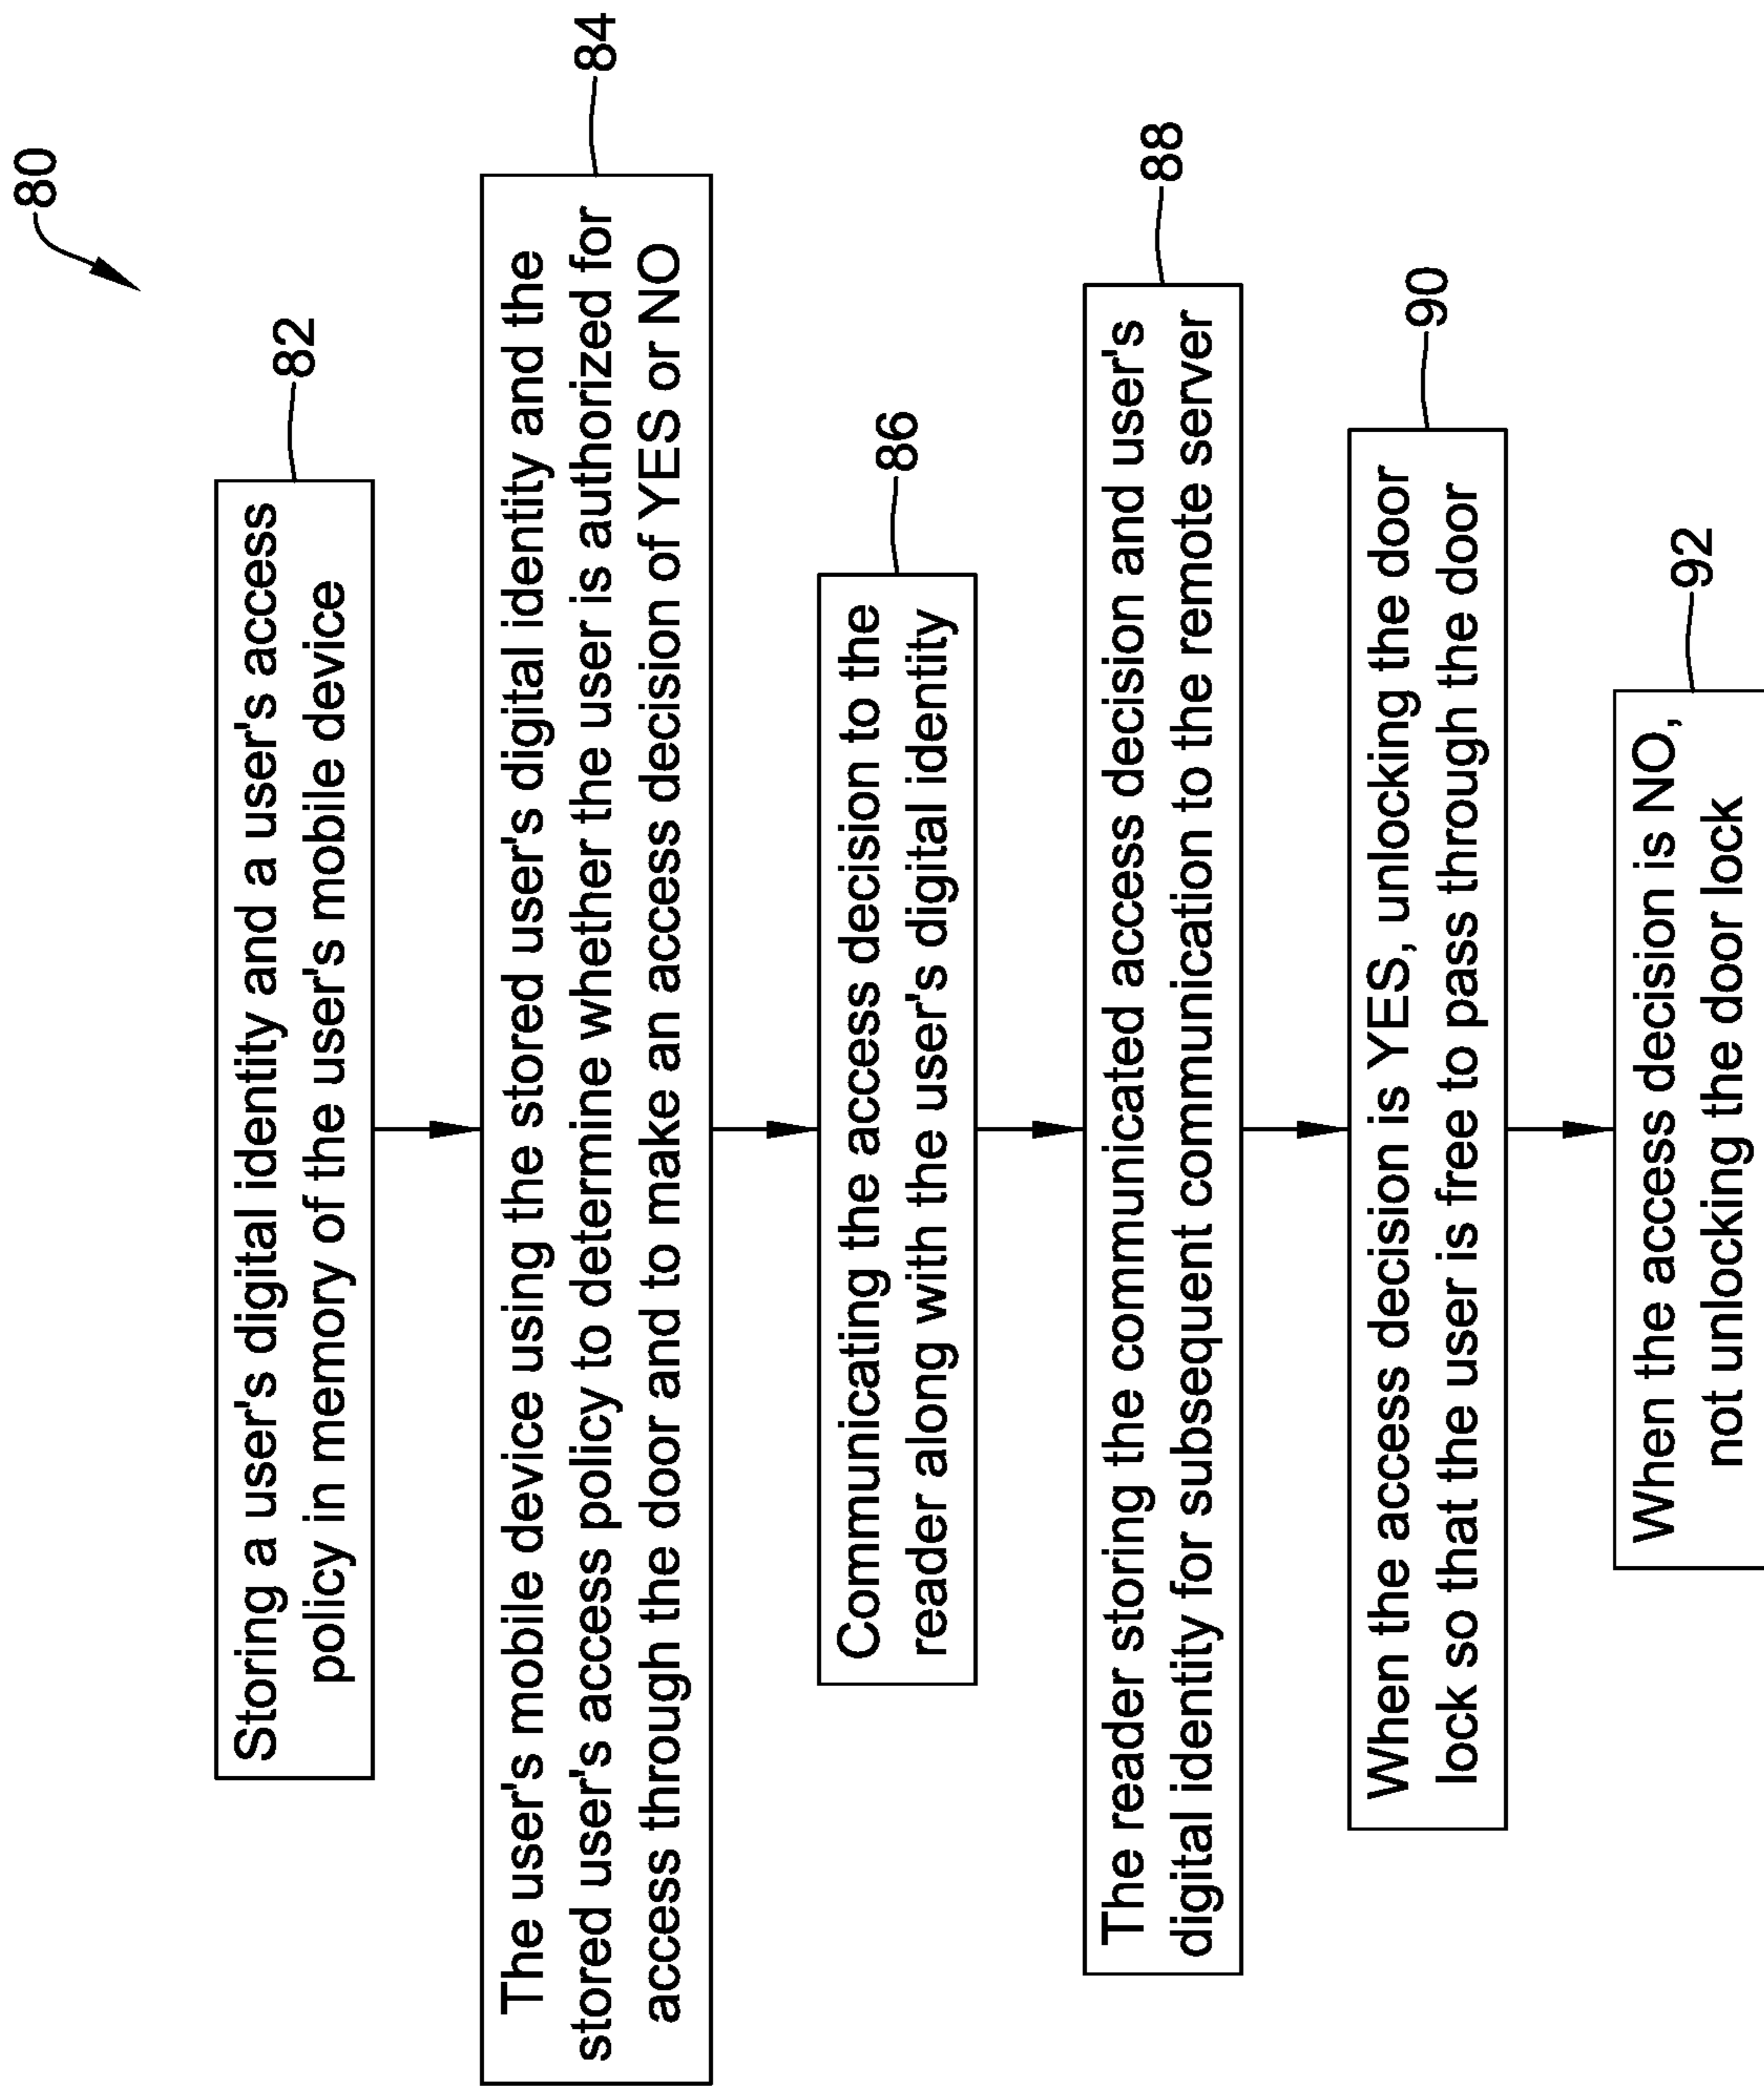 80
82
Storing a user's digital identity and a user's access
policy in memory of the user's mobile device
84
The user's mobile device using the stored user's digital identity and the
stored user's access policy to determine whether the user is authorized for
access through the door and to make an access decision of YES or NO
86
Communicating the access decision to the
reader along with the user's digital identity
88
The reader storing the communicated access decision and user's
digital identity for subsequent communication to the remote server
90
When the access decision is YES, unlocking the door
lock so that the user is free to pass through the door
92
When the access decision is NO,
not unlocking the door lock